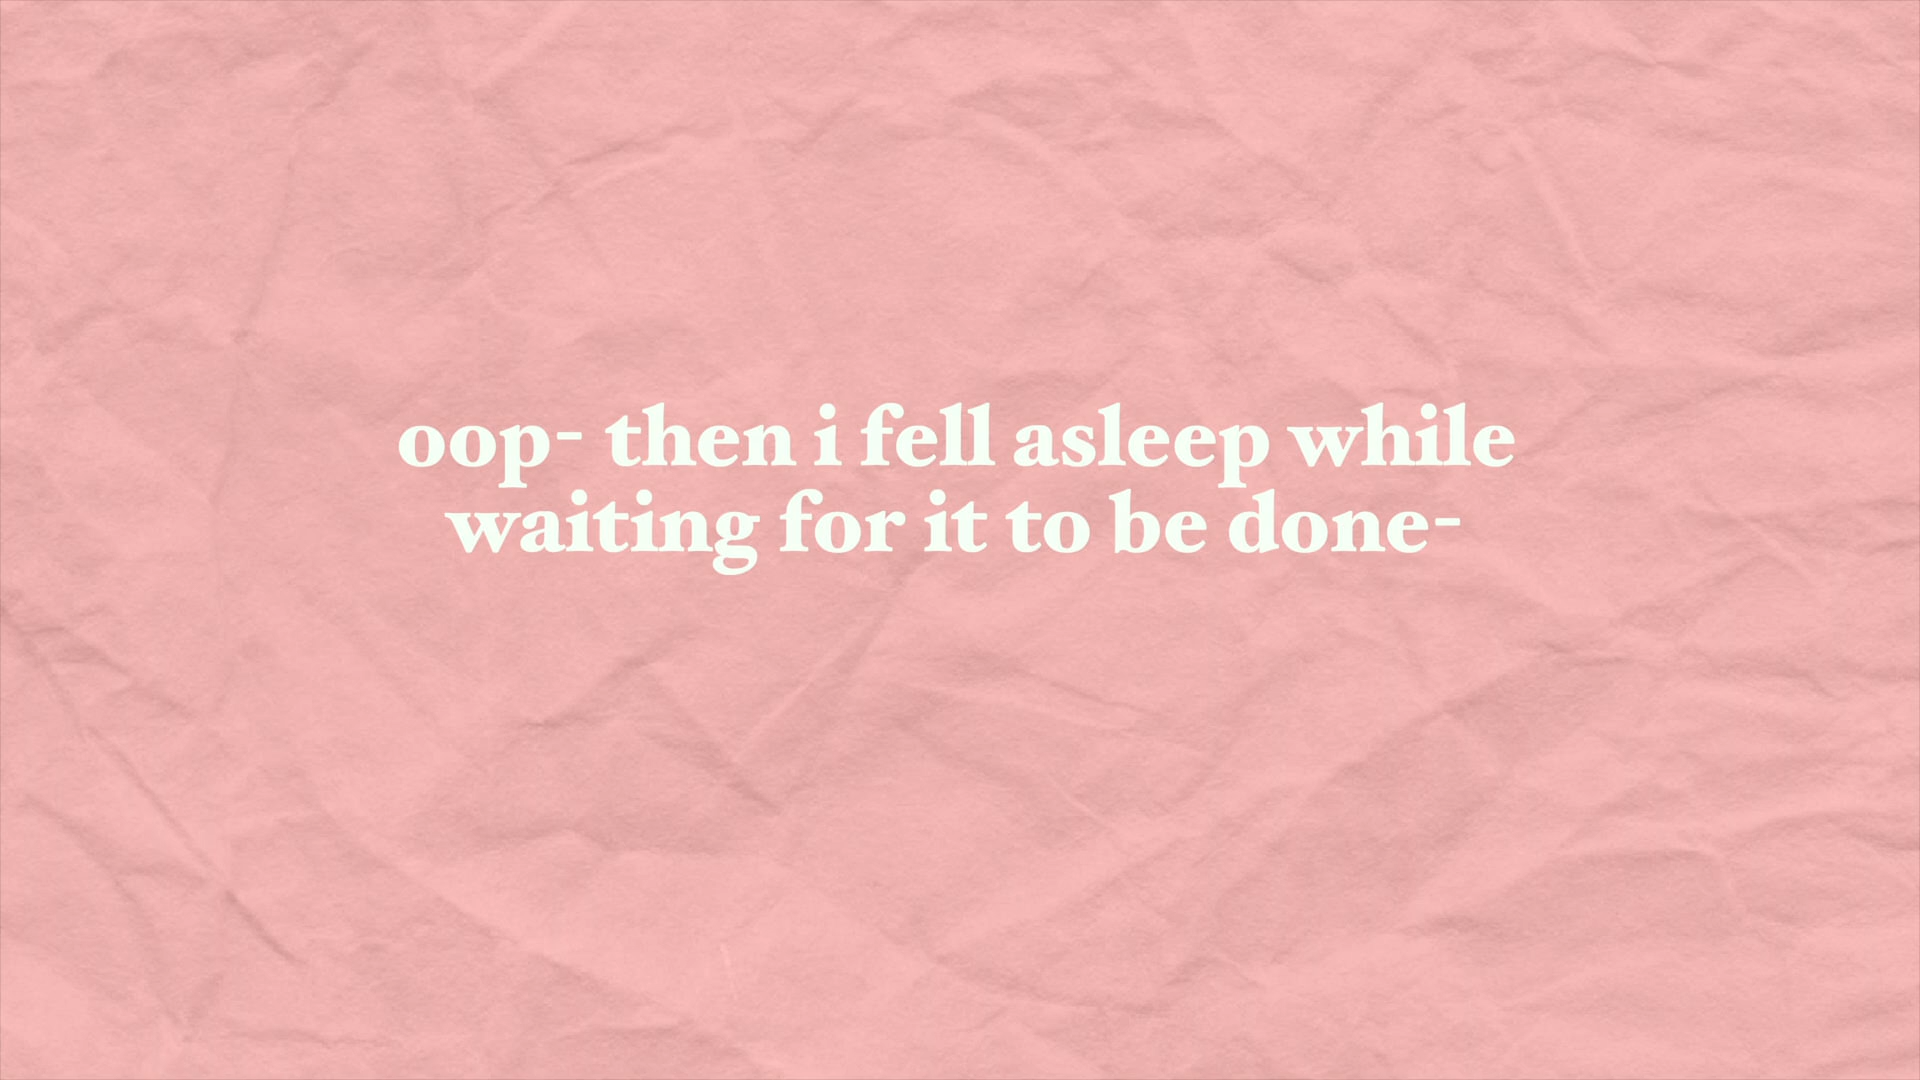 oop- then i fell asleep while
waiting for it to be done-